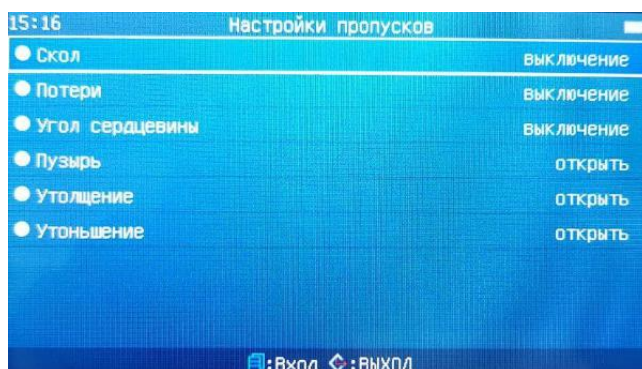 15:16 Настройки пропусков
Скол выключение
Потери выключение
Угол сердцевины выключение
Пузырь открыть
Утолщение открыть
Утоньшение открыть
:Вход :ВЫХОД